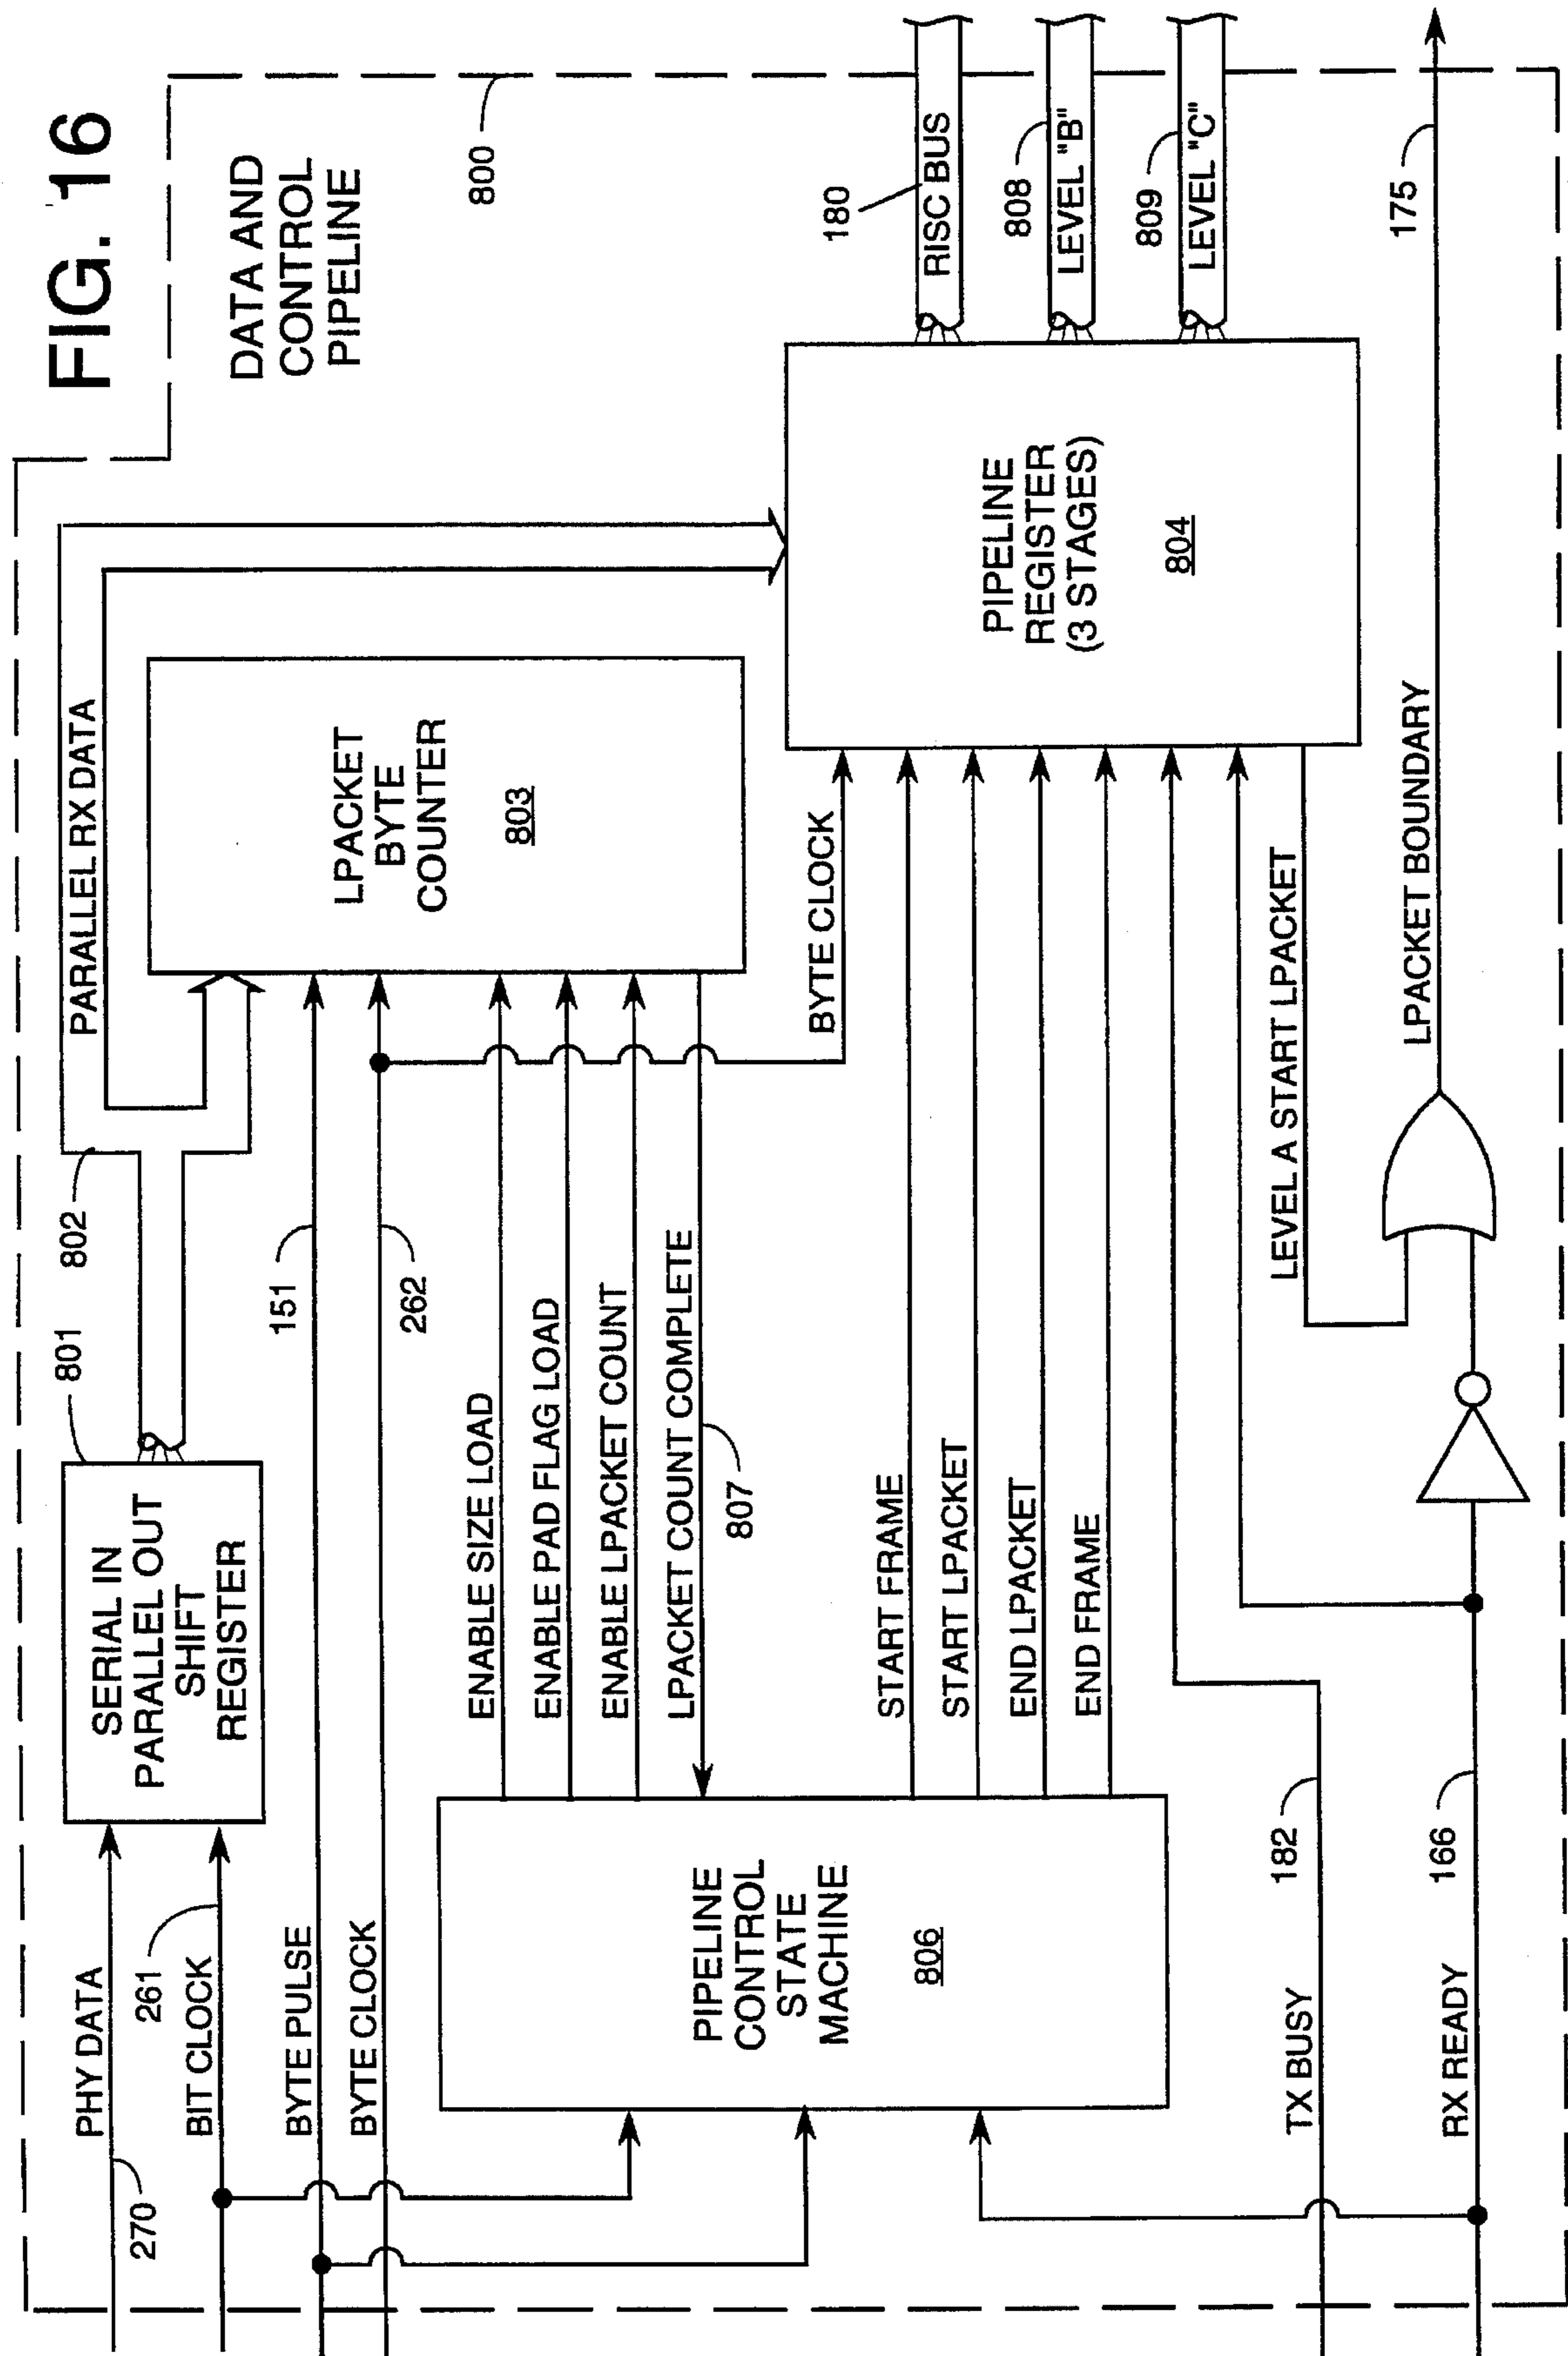 FIG. 16
DATA AND
CONTROL
PIPELINE
800
PHY DATA
270
BIT CLOCK
261
BYTE PULSE
BYTE CLOCK
SERIAL IN
PARALLEL OUT
SHIFT
REGISTER
801
802
PARALLEL RX DATA
151
262
LPACKET
BYTE
COUNTER
803
ENABLE SIZE LOAD
ENABLE PAD FLAG LOAD
ENABLE LPACKET COUNT
LPACKET COUNT COMPLETE
807
PIPELINE
CONTROL
STATE
MACHINE
806
BYTE CLOCK
START FRAME
START LPACKET
END LPACKET
END FRAME
PIPELINE
REGISTER
(3 STAGES)
804
180
RISC BUS
808
LEVEL "B"
809
LEVEL "C"
TX BUSY
182
RX READY
166
LEVEL A START LPACKET
LPACKET BOUNDARY
175